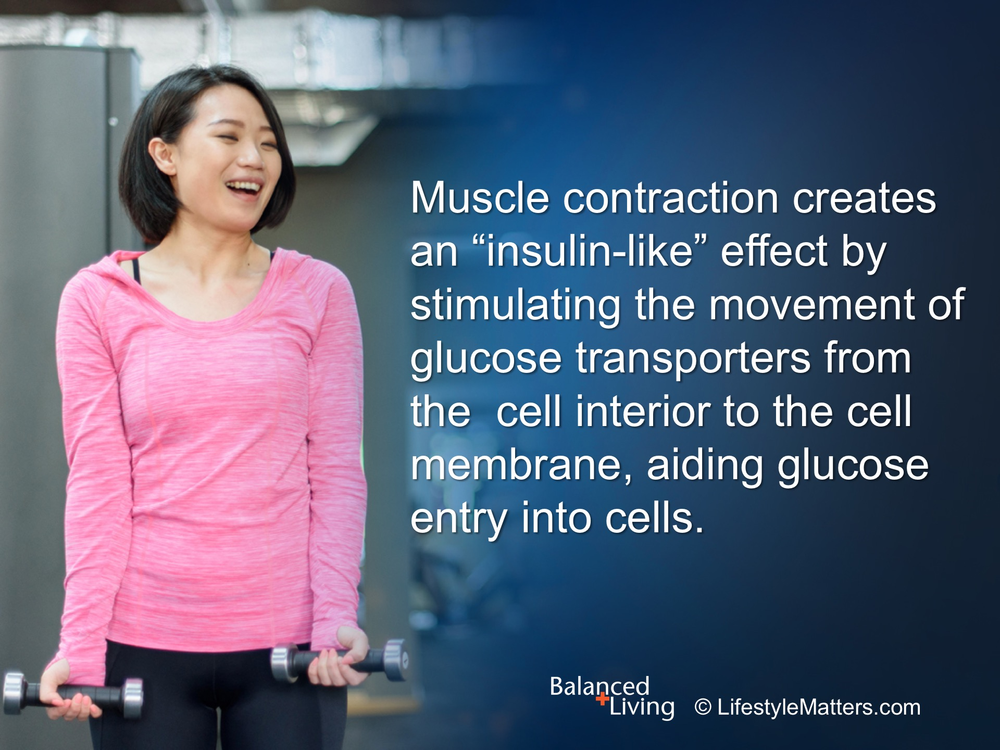 Muscle contraction creates
an “insulin-like” effect by
stimulating the movement of
glucose transporters from
the  cell interior to the cell
membrane, aiding glucose
entry into cells.
Balanced
Living
© LifestyleMatters.com